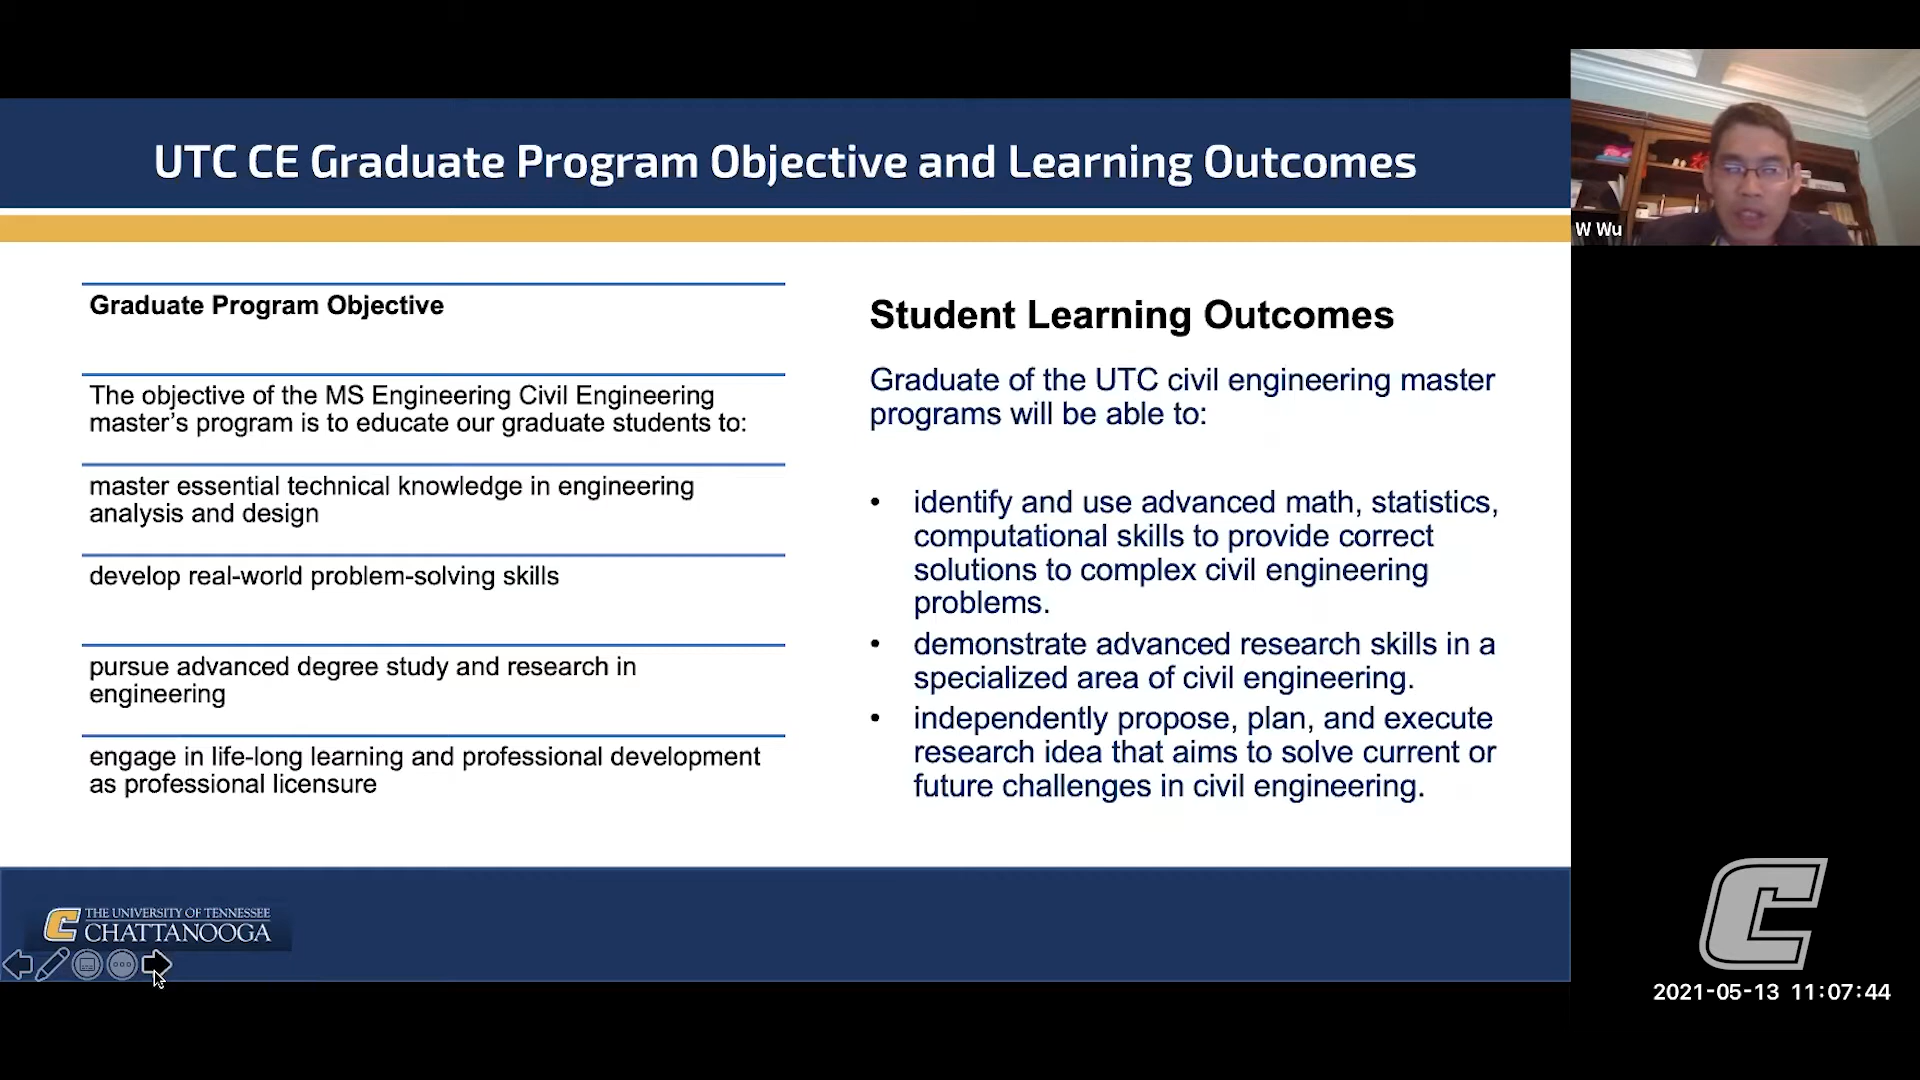 UTC CE Graduate Program Objective and Learning Outcomes
W Wu
Graduate Program Objective
The objective of the MS Engineering Civil Engineering
master’s program is to educate our graduate students to:
master essential technical knowledge in engineering
analysis and design
develop real-world problem-solving skills
pursue advanced degree study and research in
engineering
engage in life-long learning and professional development
as professional licensure
Student Learning Outcomes
Graduate of the UTC civil engineering master
programs will be able to:
• identify and use advanced math, statistics,
computational skills to provide correct
solutions to complex civil engineering
problems.
• demonstrate advanced research skills in a
specialized area of civil engineering.
• independently propose, plan, and execute
research idea that aims to solve current or
future challenges in civil engineering.
C THE UNIVERSITY OF TENNESSEE
CHATTANOOGA
C
2021-05-13 11:07:44